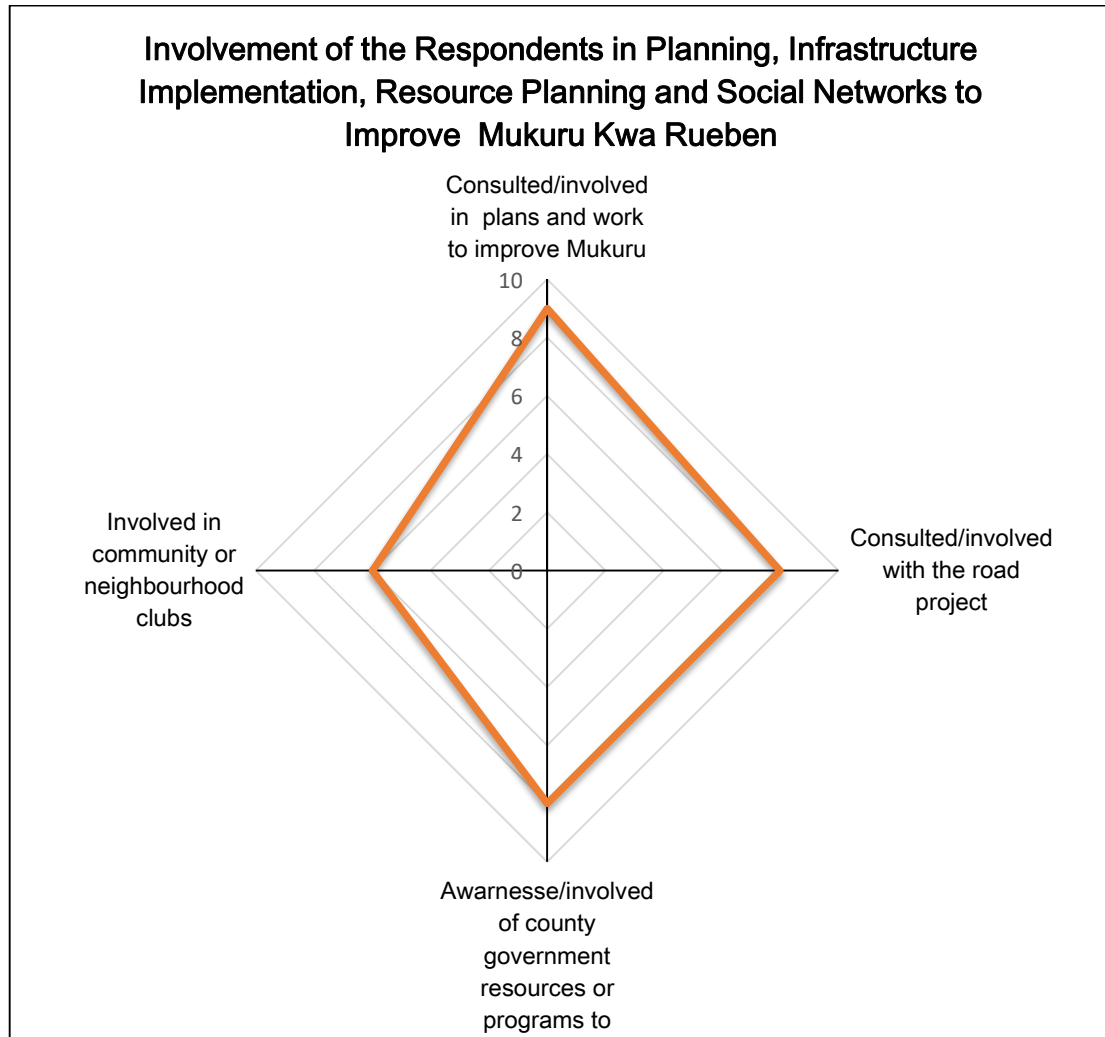 Involvement of the Respondents in Planning, Infrastructure
Implementation, Resource Planning and Social Networks to
Improve Mukuru Kwa Rueben
Consulted/involved
in plans and work
to improve Mukuru
10
8
6
4
2
0
Involved in
community or
neighbourhood
clubs
Consulted/involved
with the road
project
Awarnesse/involved
of county
government
resources or
programs to